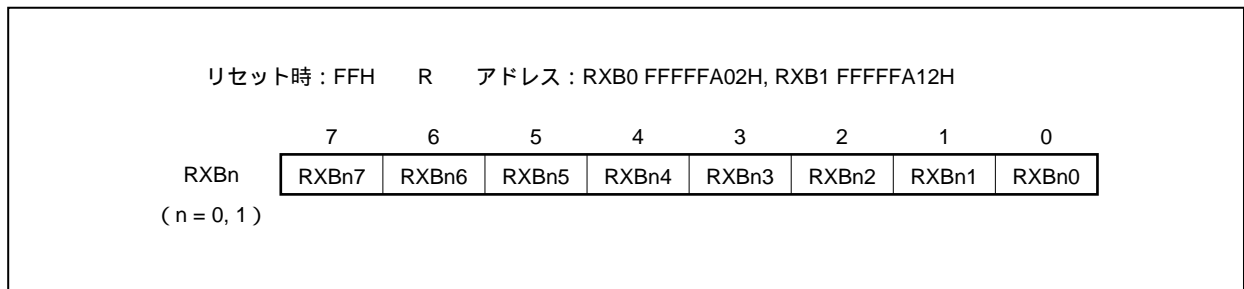 リセット時：FFH R アドレス：RXB0 FFFFFA02H, RXB1 FFFFFA12H
7 6 5 4 3 2 1 0
RXBn RXBn7 RXBn6 RXBn5 RXBn4 RXBn3 RXBn2 RXBn1 RXBn0
（n = 0, 1）